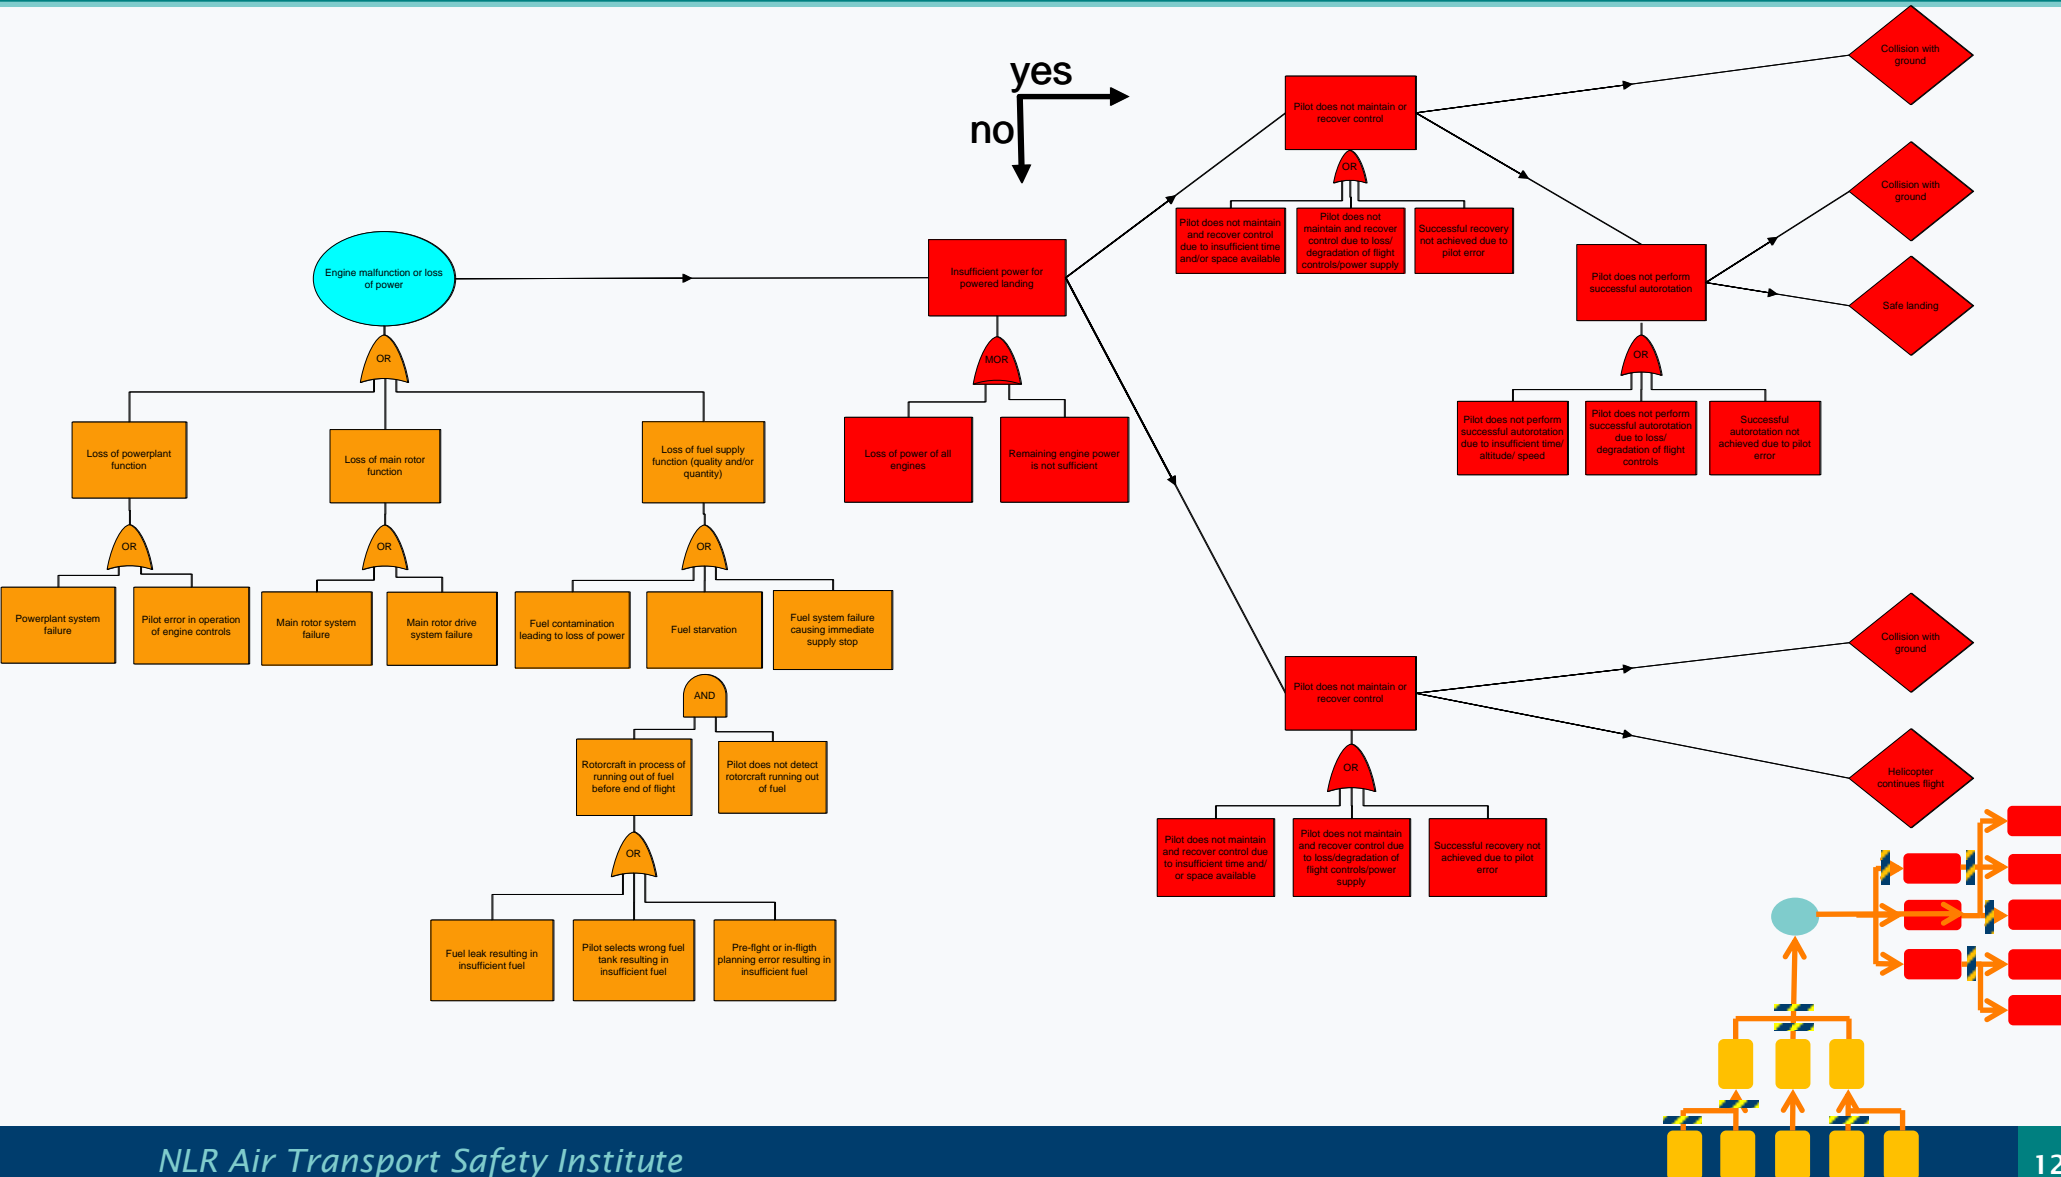 yes
no
Collision with
ground
Pilot does not maintain or
recover control
OR
Pilot does not maintain
and recover control
due to insufficient time
and/or space available
Pilot does not
maintain and recover
control due to loss/
degradation of flight
controls/power supply
Successful recovery
not achieved due to
pilot error
Collision with
ground
Engine malfunction or loss
of power
Insufficient power for
powered landing
Pilot does not perform
successful autorotation
Safe landing
OR
MOR
OR
Loss of powerplant
function
Loss of main rotor
function
Loss of fuel supply
function (quality and/or
quantity)
Loss of power of all
engines
Remaining engine power
is not sufficient
Pilot does not perform
successful autorotation
due to insufficient time/
altitude/ speed
Pilot does not perform
successful autorotation
due to loss/
degradation of flight
controls
Successful
autorotation not
achieved due to pilot
error
OR
OR
OR
Powerplant system
failure
Pilot error in operation
of engine controls
Main rotor system
failure
Main rotor drive
system failure
Fuel contamination
leading to loss of power
Fuel starvation
Fuel system failure
causing immediate
supply stop
Collision with
ground
AND
Pilot does not maintain or
recover control
Rotorcraft in process of
running out of fuel
before end of flight
Pilot does not detect
rotorcraft running out
of fuel
OR
Helicopter
continues flight
OR
Pilot does not maintain
and recover control due
to insufficient time and/
or space available
Pilot does not maintain
and recover control due
to loss/degradation of
flight controls/power
supply
Successful recovery not
achieved due to pilot
error
Fuel leak resulting in
insufficient fuel
Pilot selects wrong fuel
tank resulting in
insufficient fuel
Pre-flght or in-fligth
planning error resulting in
insufficient fuel
NLR Air Transport Safety Institute
12